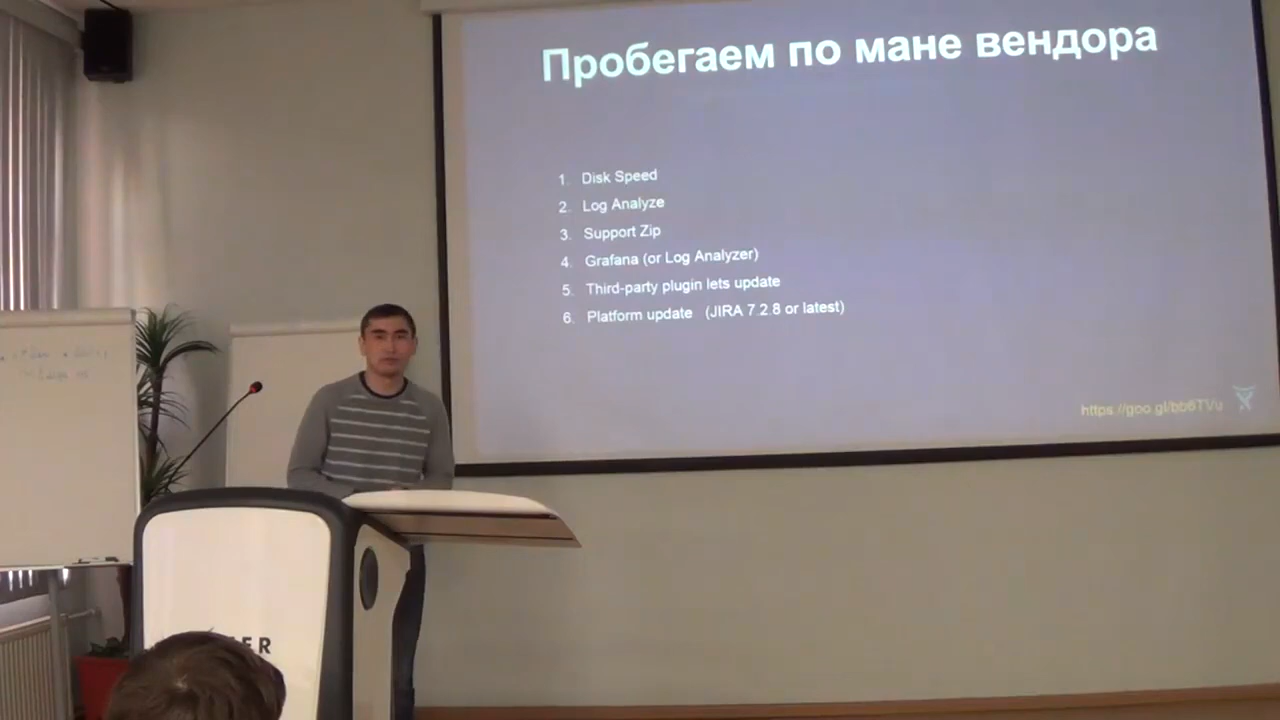 Пробегаем по мане вендора
1. Disk Speed
2. Log Analyze
3. Support Zip
4. Grafana (or Log Analyzer)
5. Third-party plugin lets update
6. Platform update (JIRA 7.2.8 or latest)